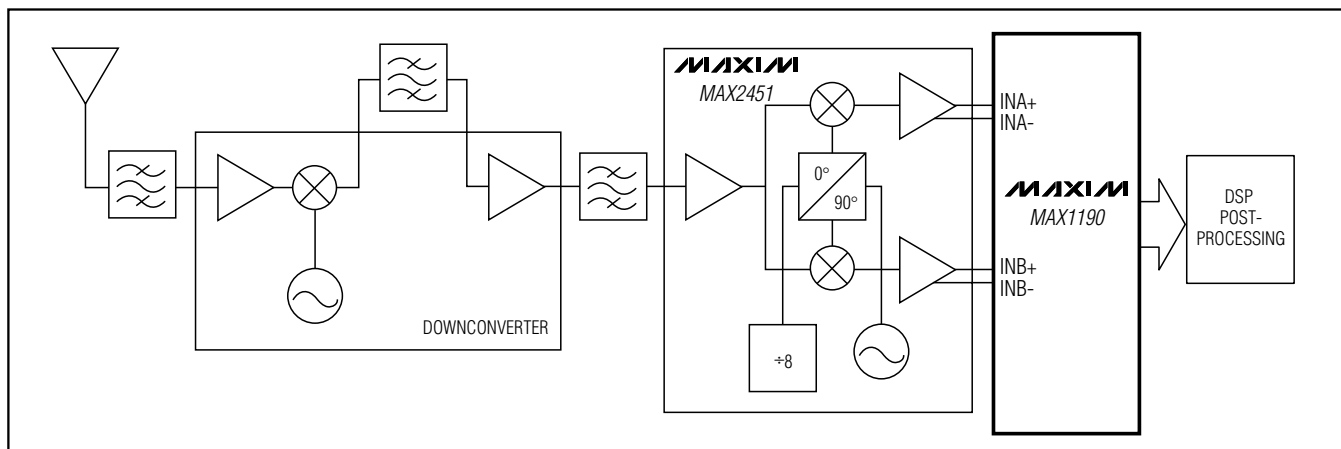 MAXIM
MAX2451
INA+
INA-
0°
90°
MAXIM
MAX1190
DSP
POST-
PROCESSING
INB+
INB-
DOWNCONVERTER
÷8